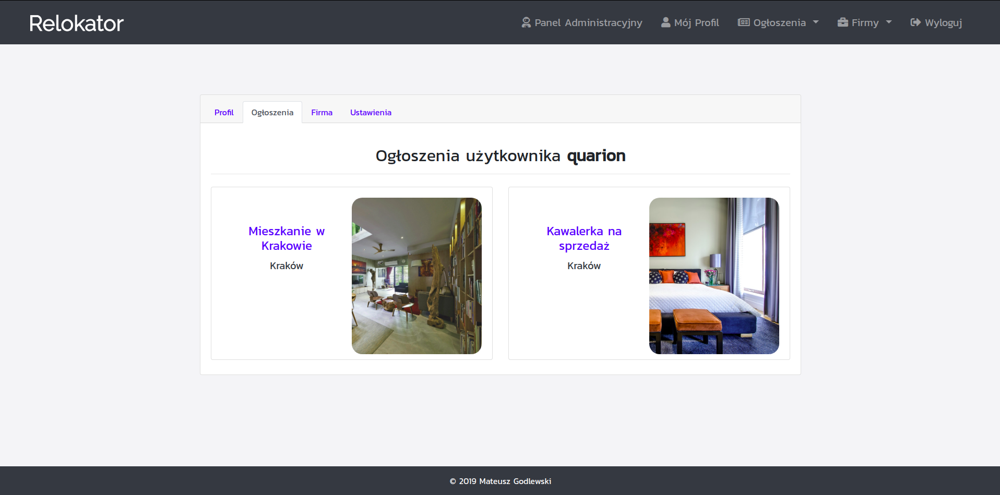 Relokator
Panel Administracyjny
Mój Profil
Ogłoszenia
Firmy
Wyloguj
Profil
Ogłoszenia
Firma
Ustawienia
Ogłoszenia użytkownika quarion
Mieszkanie w
Krakowie
Kraków
Kawalerka na
sprzedaż
Kraków
© 2019 Mateusz Godlewski